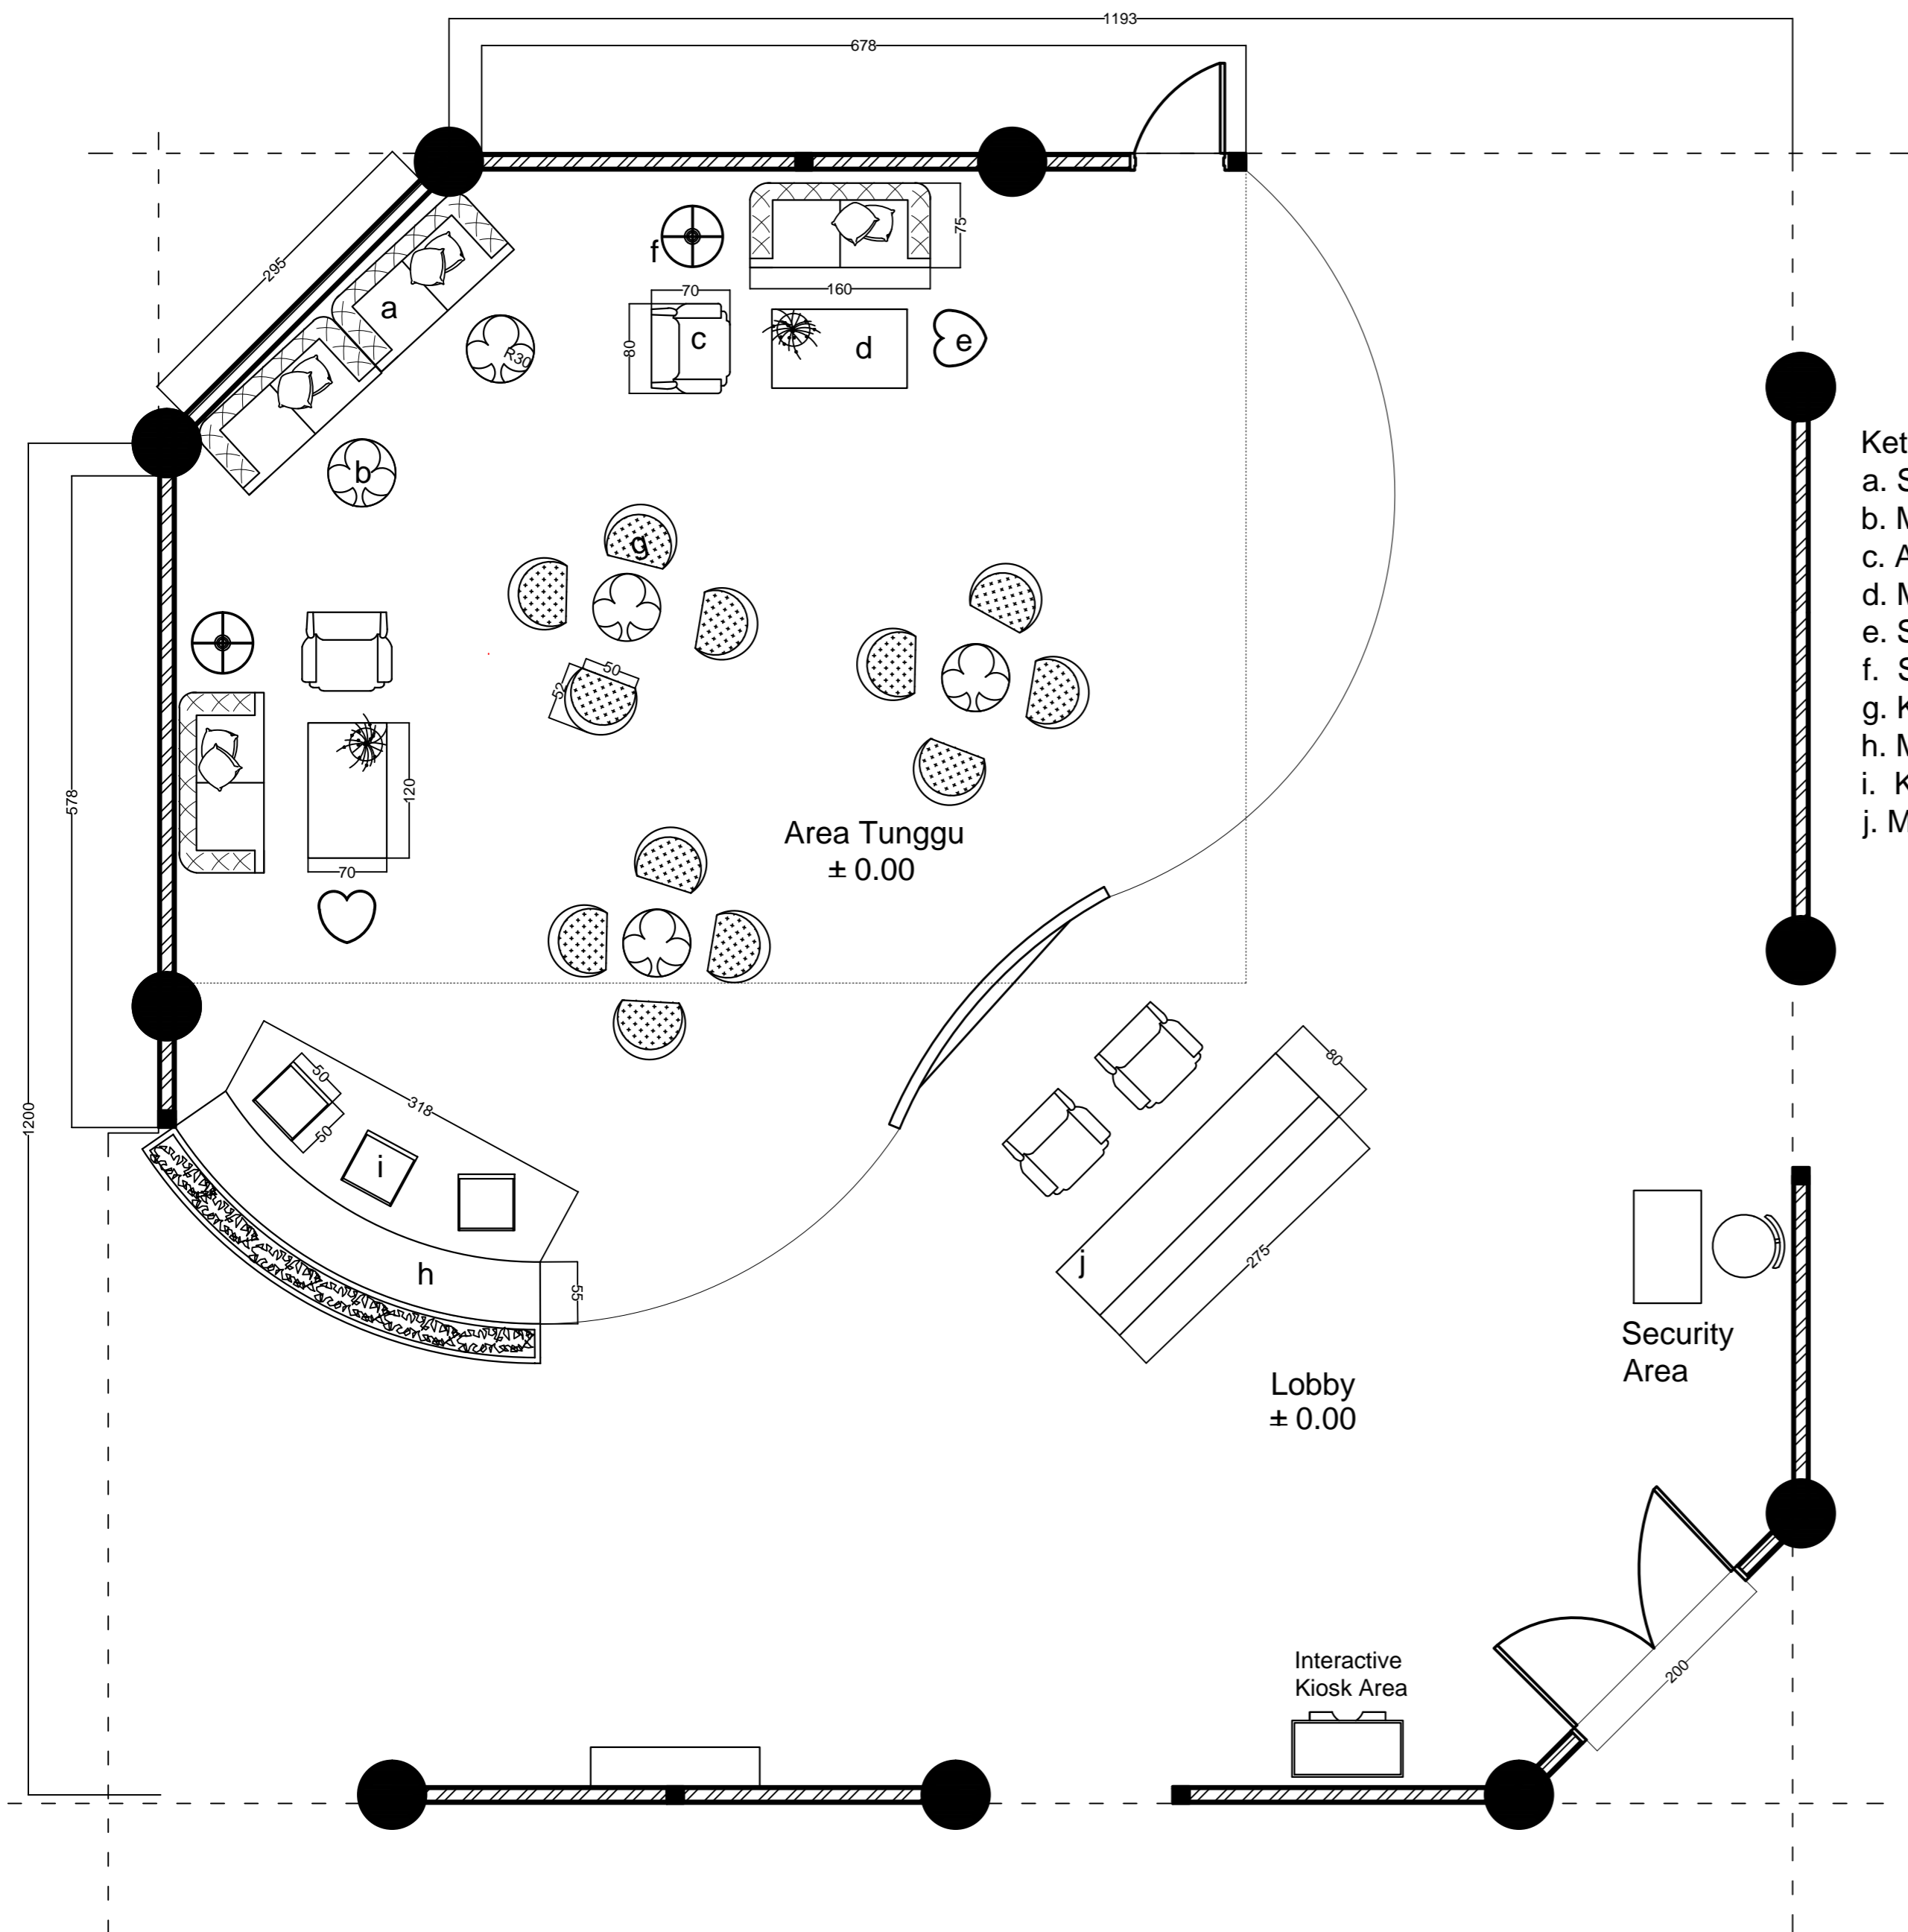 1193
678
295
f
75
160
a
R30
70
80
c
d
e
b
g
50
52
578
120
70
Area Tunggu
± 0.00
1200
50
50
318
i
h
55
80
275
j
Security
Area
Lobby
± 0.00
200
Interactive
Kiosk Area
Ket
a. S
b. M
c. A
d. M
e. S
f. S
g. K
h. M
i. K
j. M